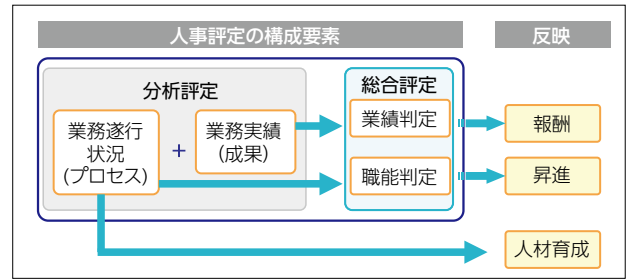 人事評定の構成要素
反映
分析評定
総合評定
業務遂行
状況
(プロセス)
+
業務実績
(成果)
業績判定
職能判定
報酬
昇進
人材育成